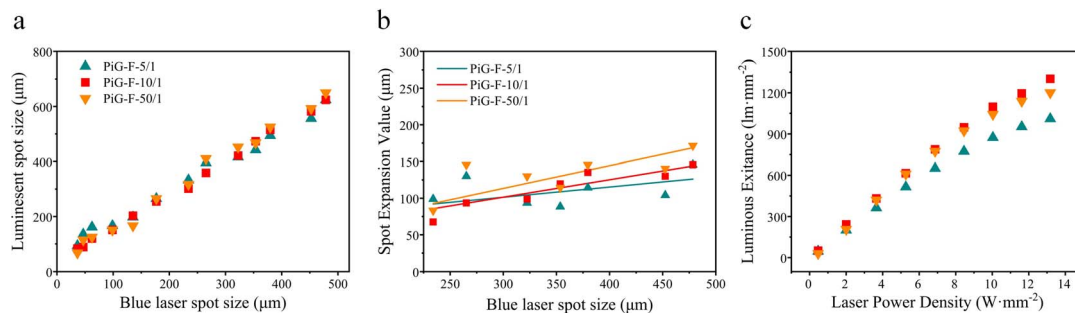 a
800
600
400
200
0
Luminesent spot size (μm)
PiG-F-5/1
PiG-F-10/1
PiG-F-50/1
0 100 200 300 400 500
Blue laser spot size (μm)
b
300
250
200
150
100
50
0
Spot Expansion Value (μm)
PiG-F-5/1
PiG-F-10/1
PiG-F-50/1
250 300 350 400 450 500
Blue laser spot size (μm)
c
1500
1200
900
600
300
0
Luminous Exitance (lm·mm⁻²)
0 2 4 6 8 10 12 14
Laser Power Density (W·mm⁻²)